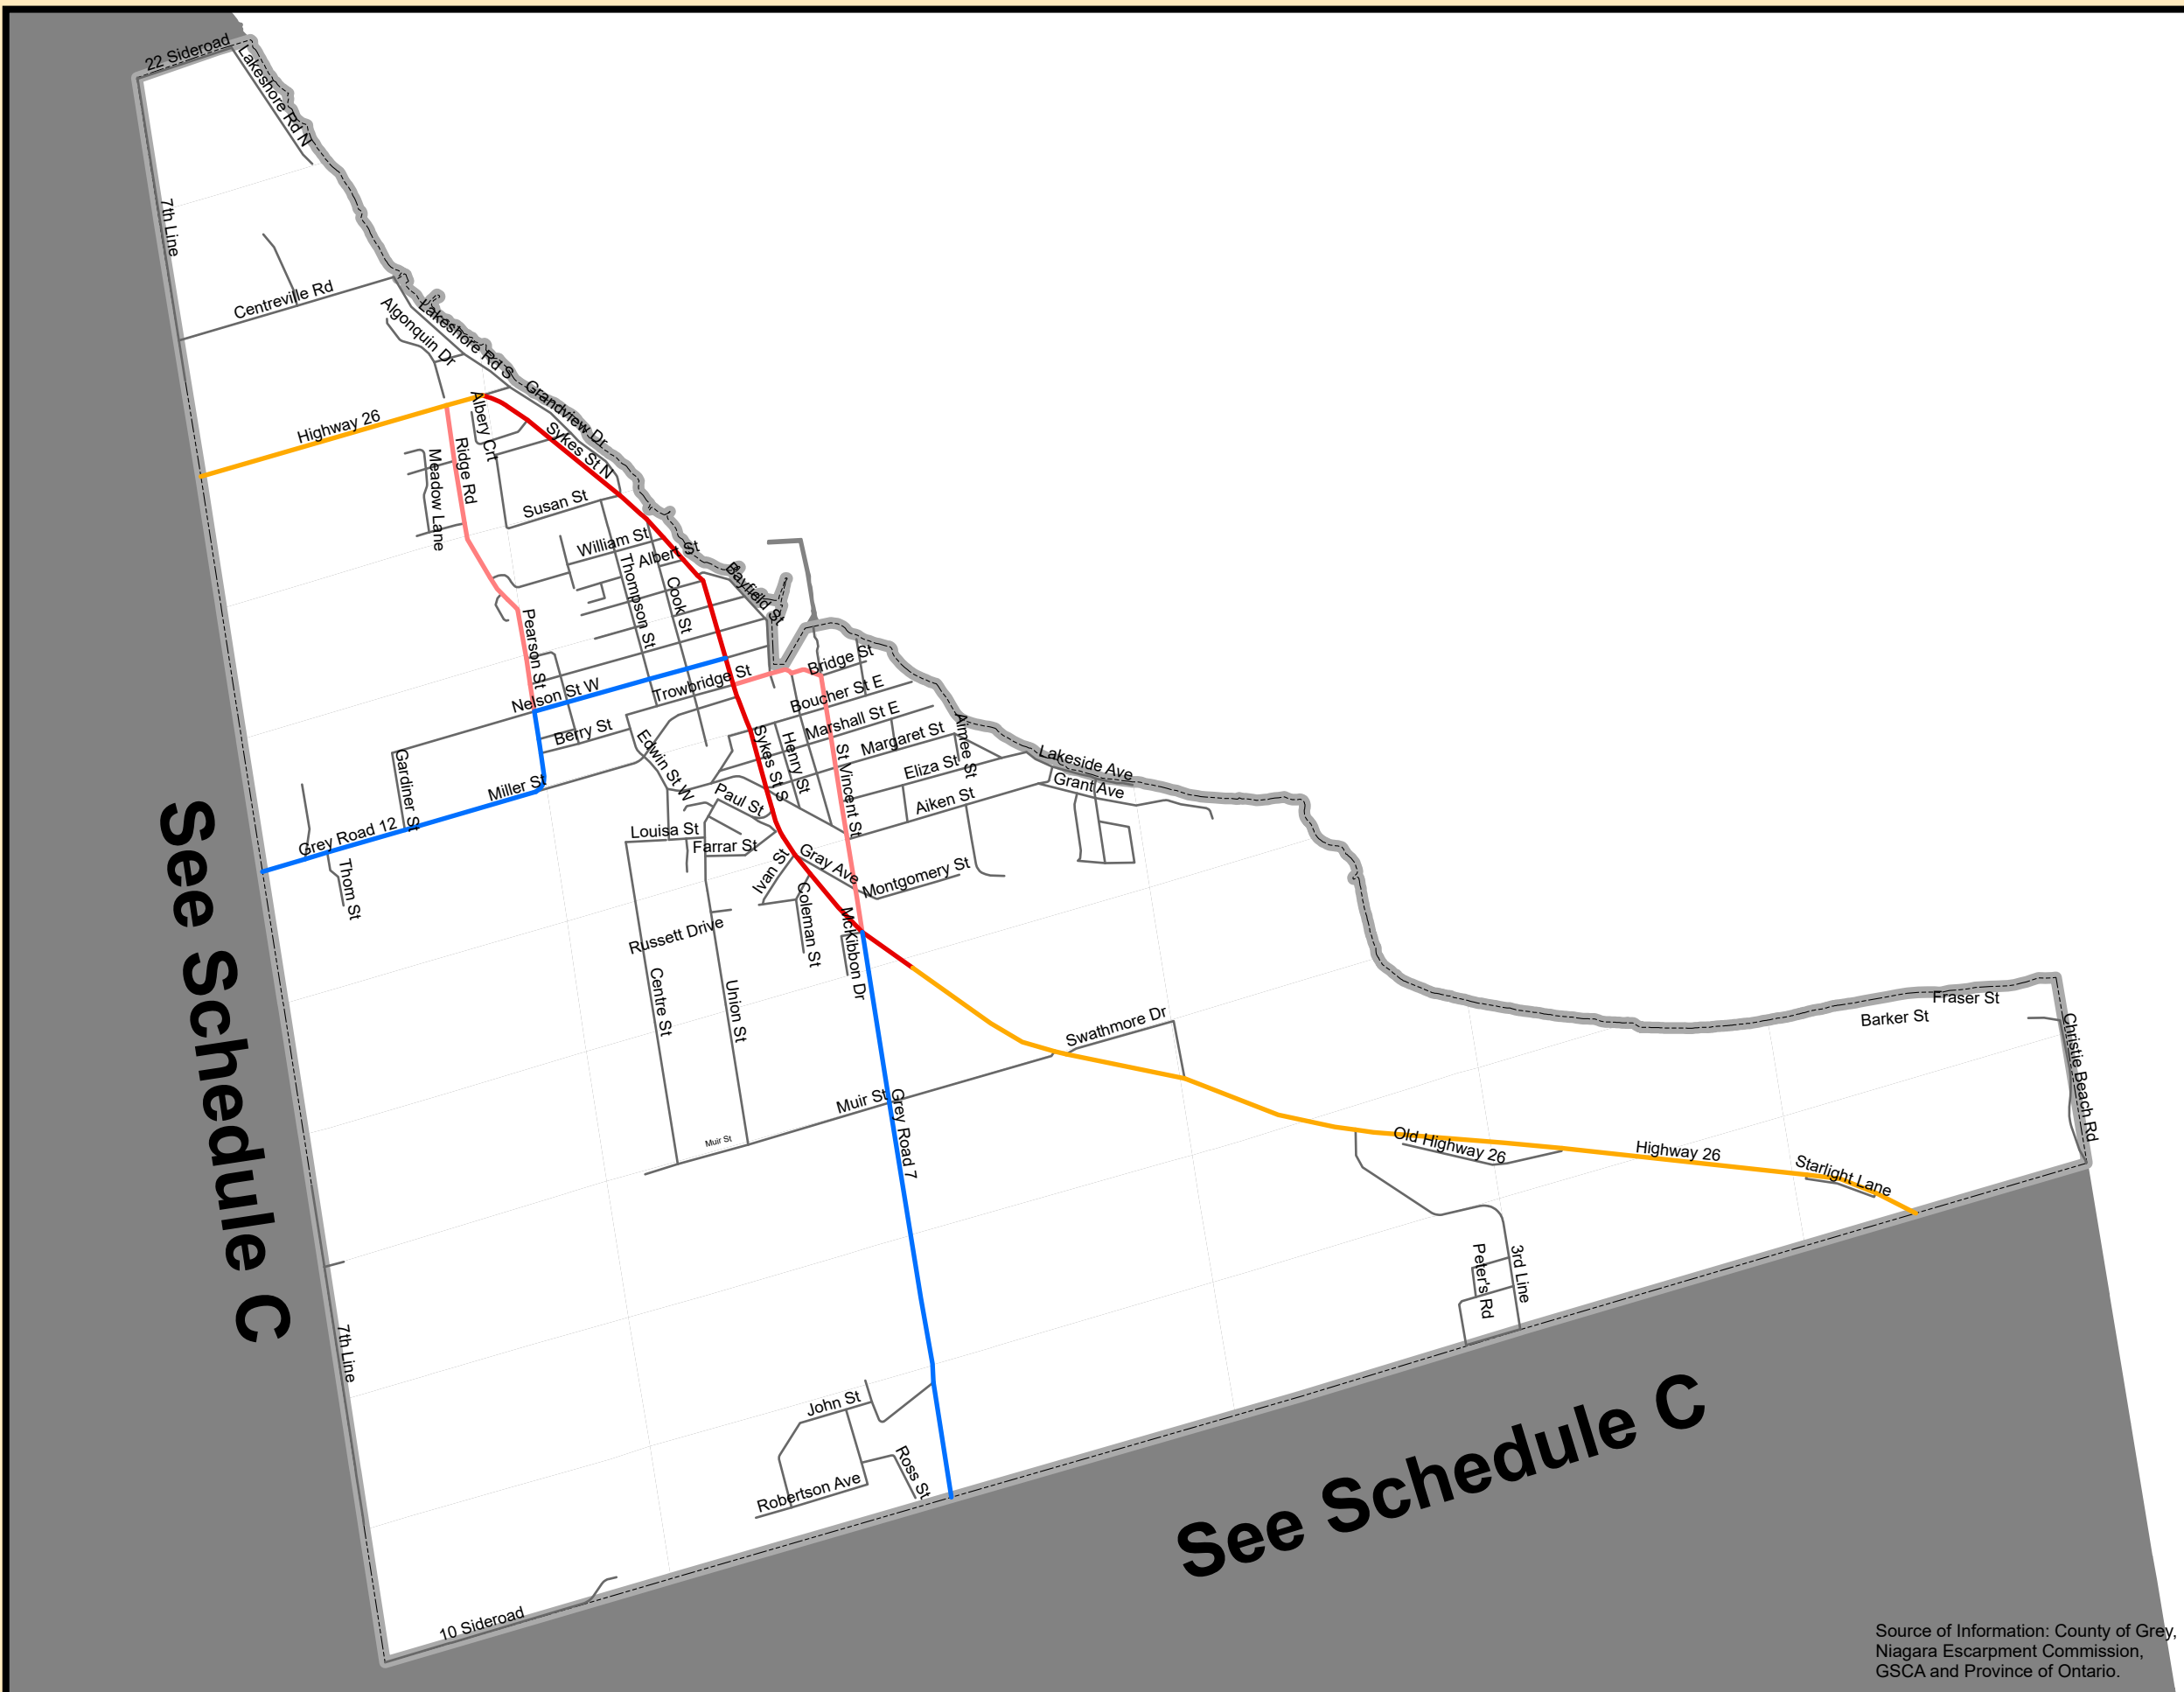 22 Sideroad
Lakeshore Rd N
7th Line
Centreville Rd
Algonquin Dr
Lakeshore Rd S
Grandview Dr
Highway 26
Albery Crt
Sykes St N
Ridge Rd
Meadow Lane
Susan St
William St
Albert St
Thompson St
Cook St
Bayfield St
Pearson St
Bridge St
Nelson St W
Trowbridge St
Boucher St E
Marshall St E
Margaret St
Aimee St
Berry St
Edwin St W
Sykes St S
Henry St
St Vincent St
Eliza St
Lakeside Ave
Grant Ave
Gardiner St
Miller St
Paul St
Aiken St
Louisa St
Farrar St
Grey Road 12
Thom St
Ivan St
Gray Ave
Montgomery St
Coleman St
McKibbon Dr
Russett Drive
Centre St
Union St
See Schedule C
Swathmore Dr
Fraser St
Barker St
Christie Beach Rd
Muir St
Muir St
Grey Road 7
Old Highway 26
Highway 26
Starlight Lane
Peter's Rd
3rd Line
7th Line
John St
Ross St
Robertson Ave
See Schedule C
10 Sideroad
Source of Information: County of Grey,
Niagara Escarpment Commission,
GSCA and Province of Ontario.